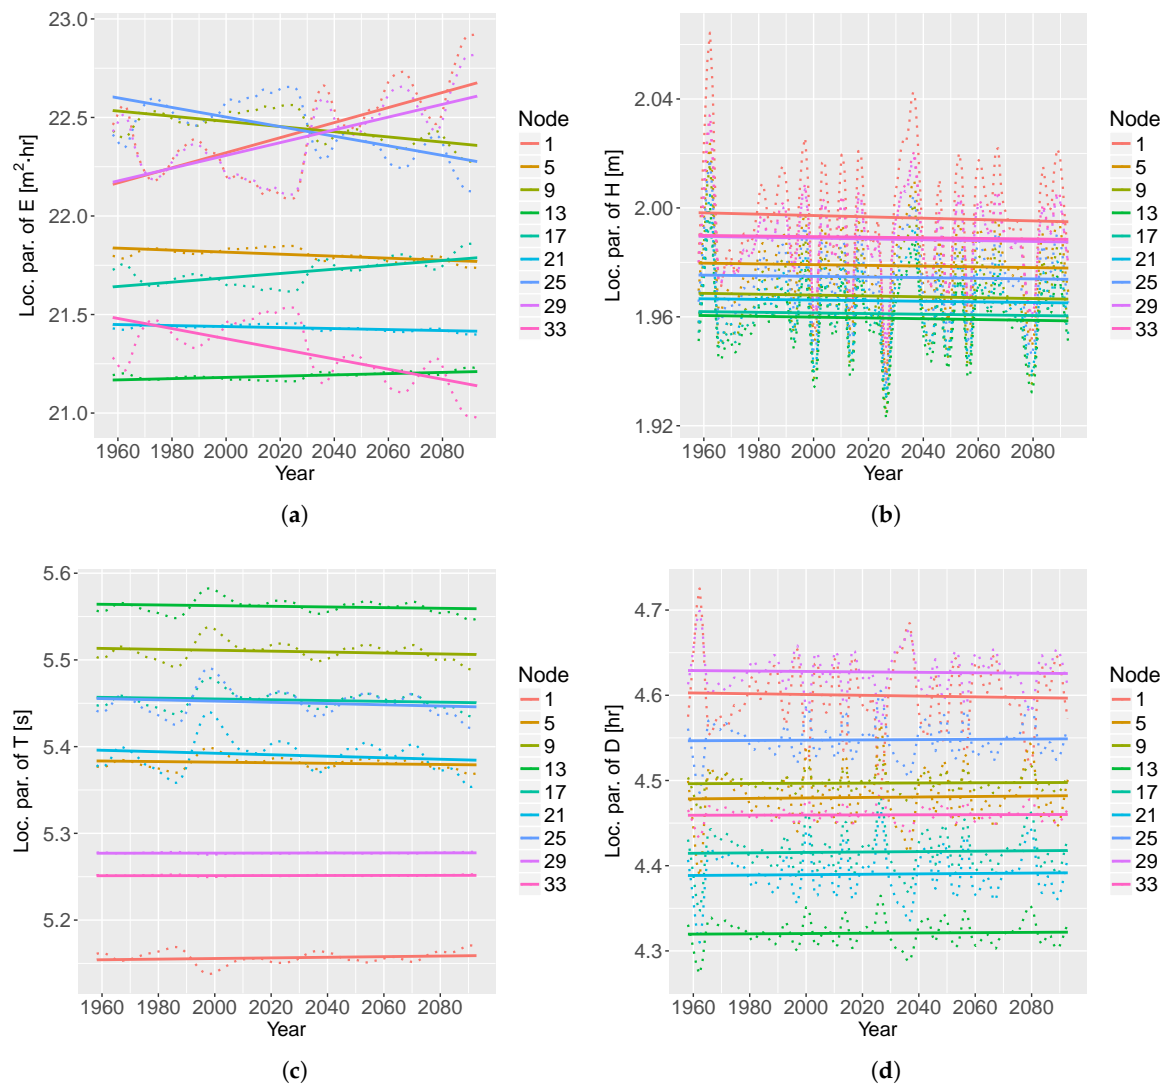 23.0
22.5
22.0
21.5
21.0
Loc. par. of E [m²·hr]
1960 1980 2000 2020 2040 2060 2080
Year
Node
1
5
9
13
17
21
25
29
33
(a)
2.04
2.00
1.96
1.92
Loc. par. of H [m]
1960 1980 2000 2020 2040 2060 2080
Year
Node
1
5
9
13
17
21
25
29
33
(b)
5.6
5.5
5.4
5.3
5.2
Loc. par. of T [s]
1960 1980 2000 2020 2040 2060 2080
Year
Node
1
5
9
13
17
21
25
29
33
(c)
4.7
4.6
4.5
4.4
4.3
Loc. par. of D [hr]
1960 1980 2000 2020 2040 2060 2080
Year
Node
1
5
9
13
17
21
25
29
33
(d)